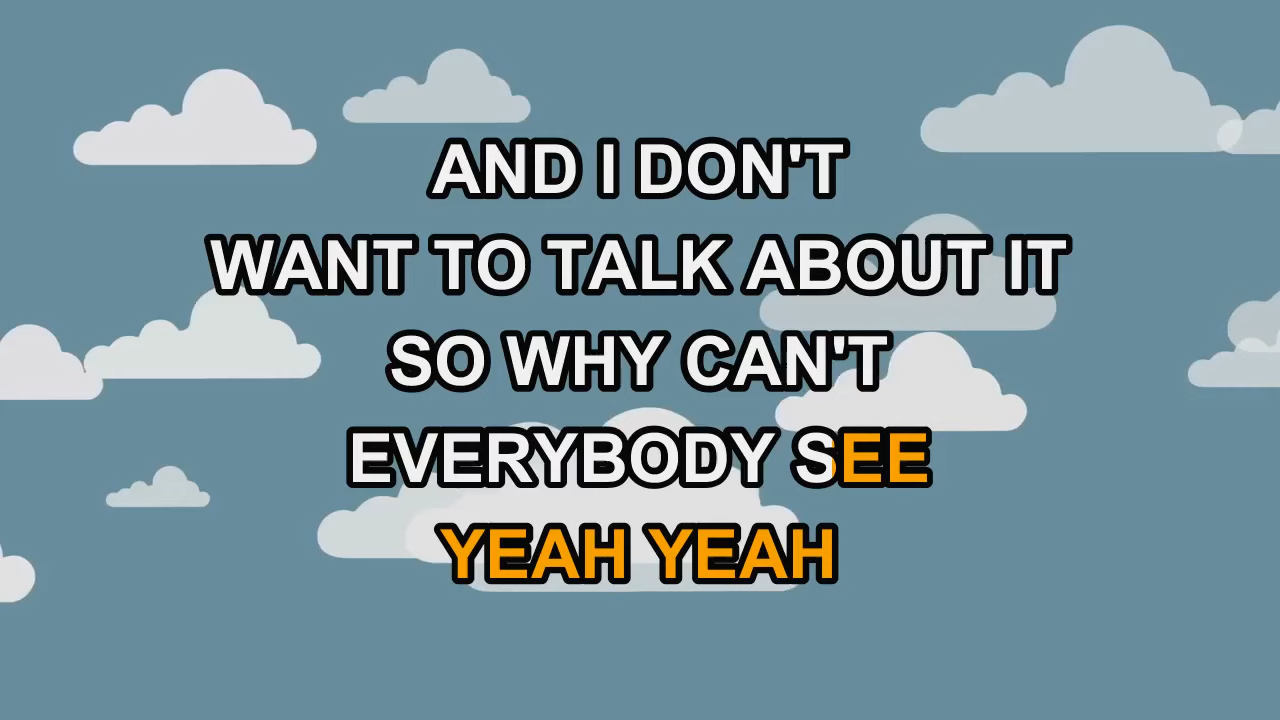 AND I DON'T
WANT TO TALK ABOUT IT
SO WHY CAN'T
EVERYBODY SEE
YEAH YEAH